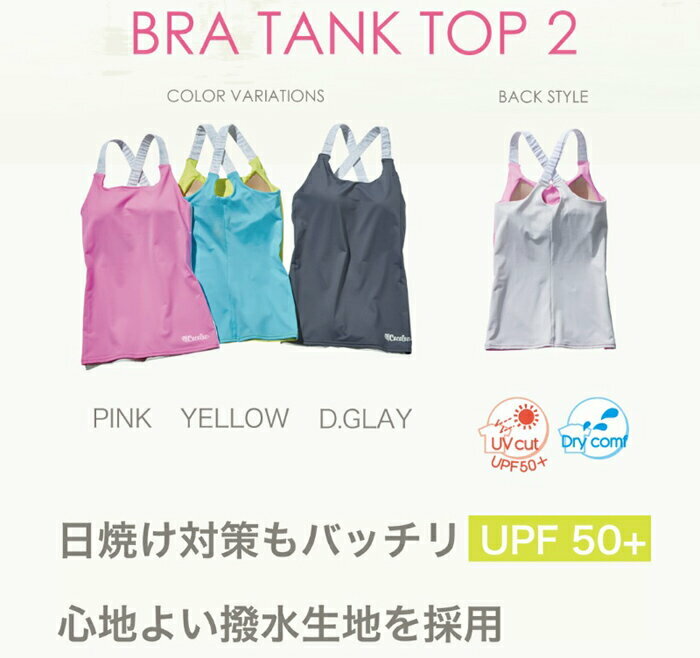 BRA TANK TOP 2
COLOR VARIATIONS
BACK STYLE
PINK
YELLOW
D.GLAY
UV cut
UPF50+
Dry comf
日焼け対策もバッチリ UPF 50+
心地よい撥水生地を採用